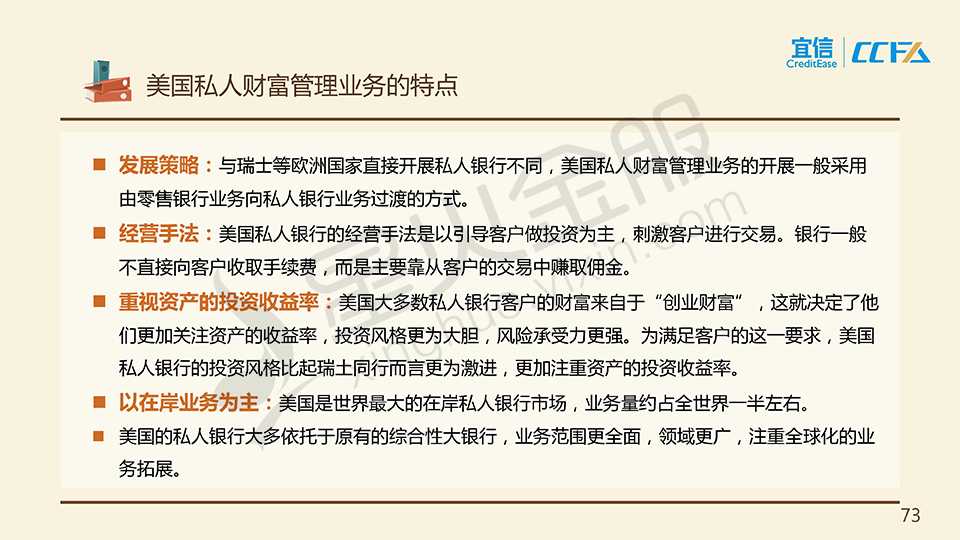 宜信
CreditEase
CCFA
美国私人财富管理业务的特点
发展策略：与瑞士等欧洲国家直接开展私人银行不同，美国私人财富管理业务的开展一般采用
由零售银行业务向私人银行业务过渡的方式。
经营手法：美国私人银行的经营手法是以引导客户做投资为主，刺激客户进行交易。银行一般
不直接向客户收取手续费，而是主要靠从客户的交易中赚取佣金。
重视资产的投资收益率：美国大多数私人银行客户的财富来自于“创业财富”，这就决定了他
们更加关注资产的收益率，投资风格更为大胆，风险承受力更强。为满足客户的这一要求，美国
私人银行的投资风格比起瑞士同行而言更为激进，更加注重资产的投资收益率。
以在岸业务为主：美国是世界最大的在岸私人银行市场，业务量约占全世界一半左右。
美国的私人银行大多依托于原有的综合性大银行，业务范围更全面，领域更广，注重全球化的业
务拓展。
星火金服
xinghuo.yixin.com
73